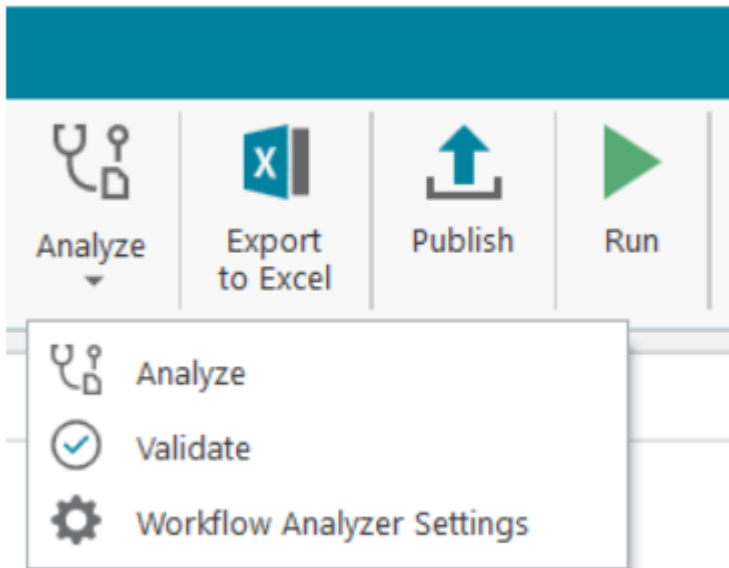 Analyze
Export
to Excel
Publish
Run
Analyze
Validate
Workflow Analyzer Settings